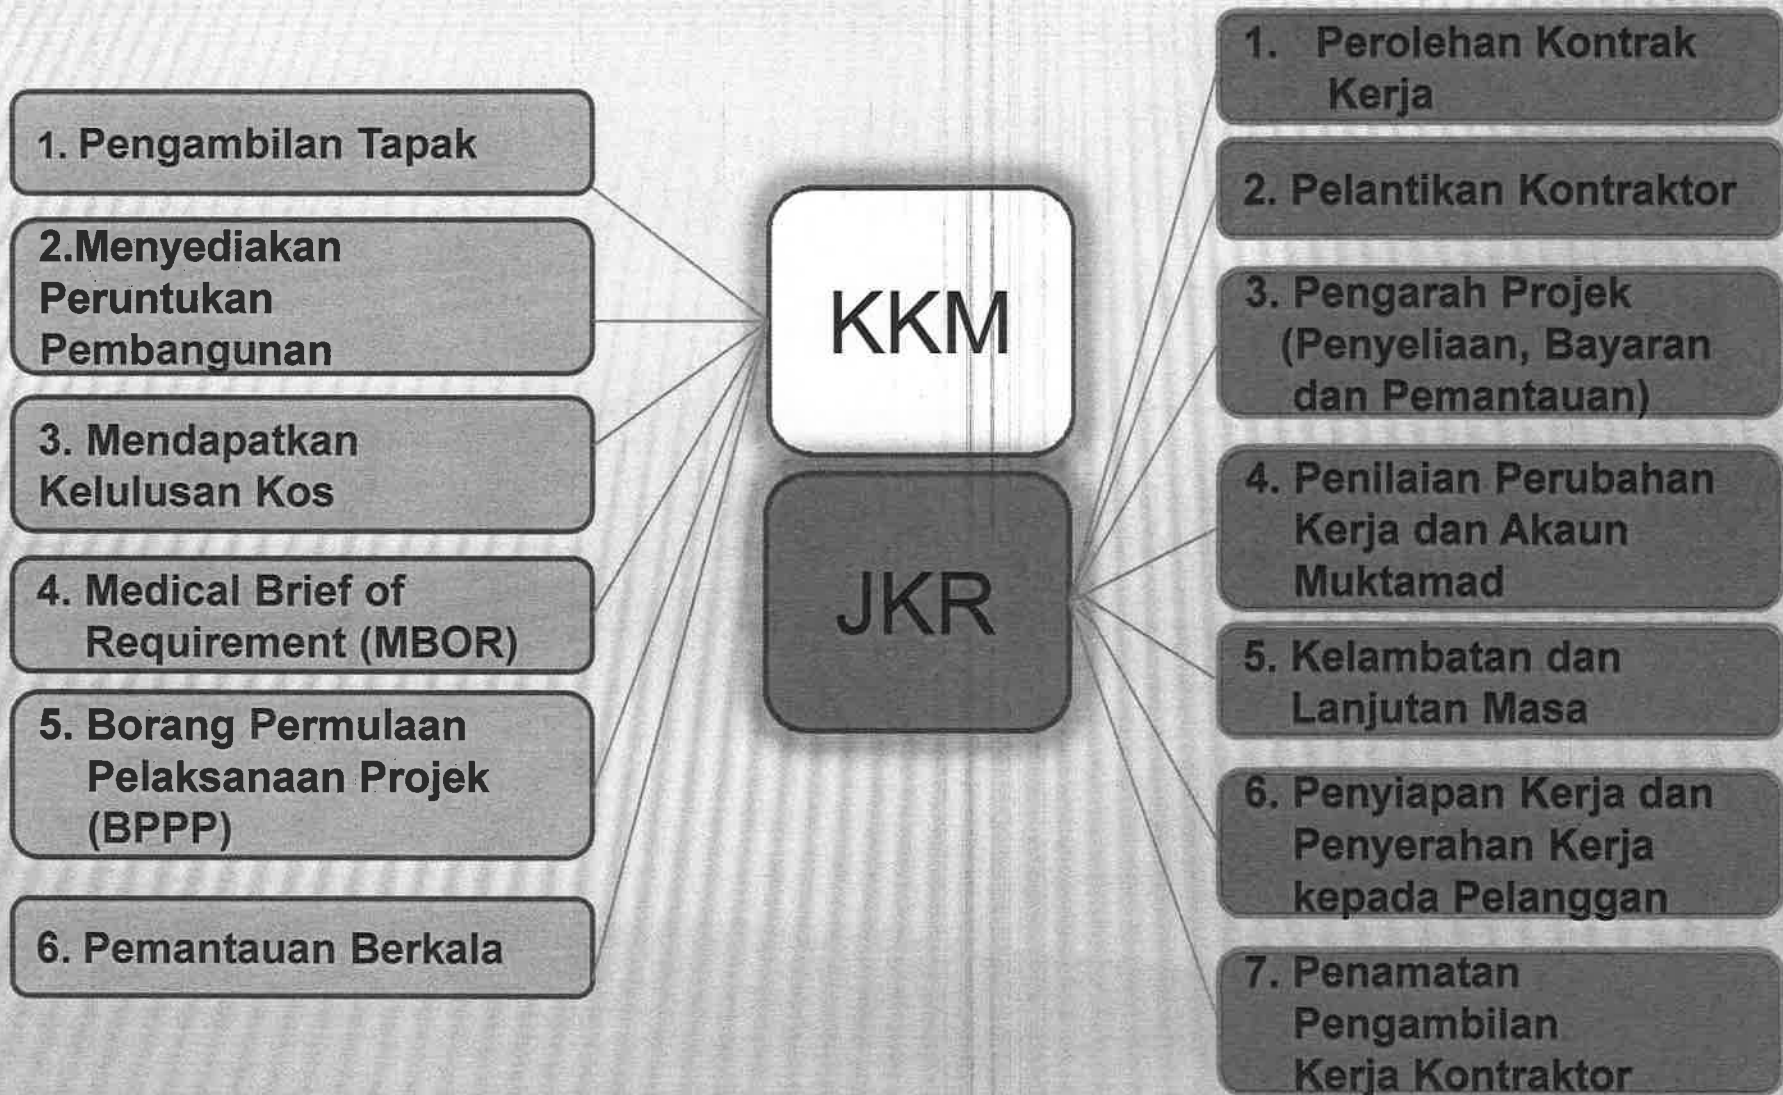 1. Pengambilan Tapak
2.Menyediakan
Peruntukan
Pembangunan
3. Mendapatkan
Kelulusan Kos
4. Medical Brief of
Requirement (MBOR)
5. Borang Permulaan
Pelaksanaan Projek
(BPPP)
6. Pemantauan Berkala
KKM
JKR
1. Perolehan Kontrak
Kerja
2. Pelantikan Kontraktor
3. Pengarah Projek
(Penyeliaan, Bayaran
dan Pemantauan)
4. Penilaian Perubahan
Kerja dan Akaun
Muktamad
5. Kelambatan dan
Lanjutan Masa
6. Penyiapan Kerja dan
Penyerahan Kerja
kepada Pelanggan
7. Penamatan
Pengambilan
Kerja Kontraktor